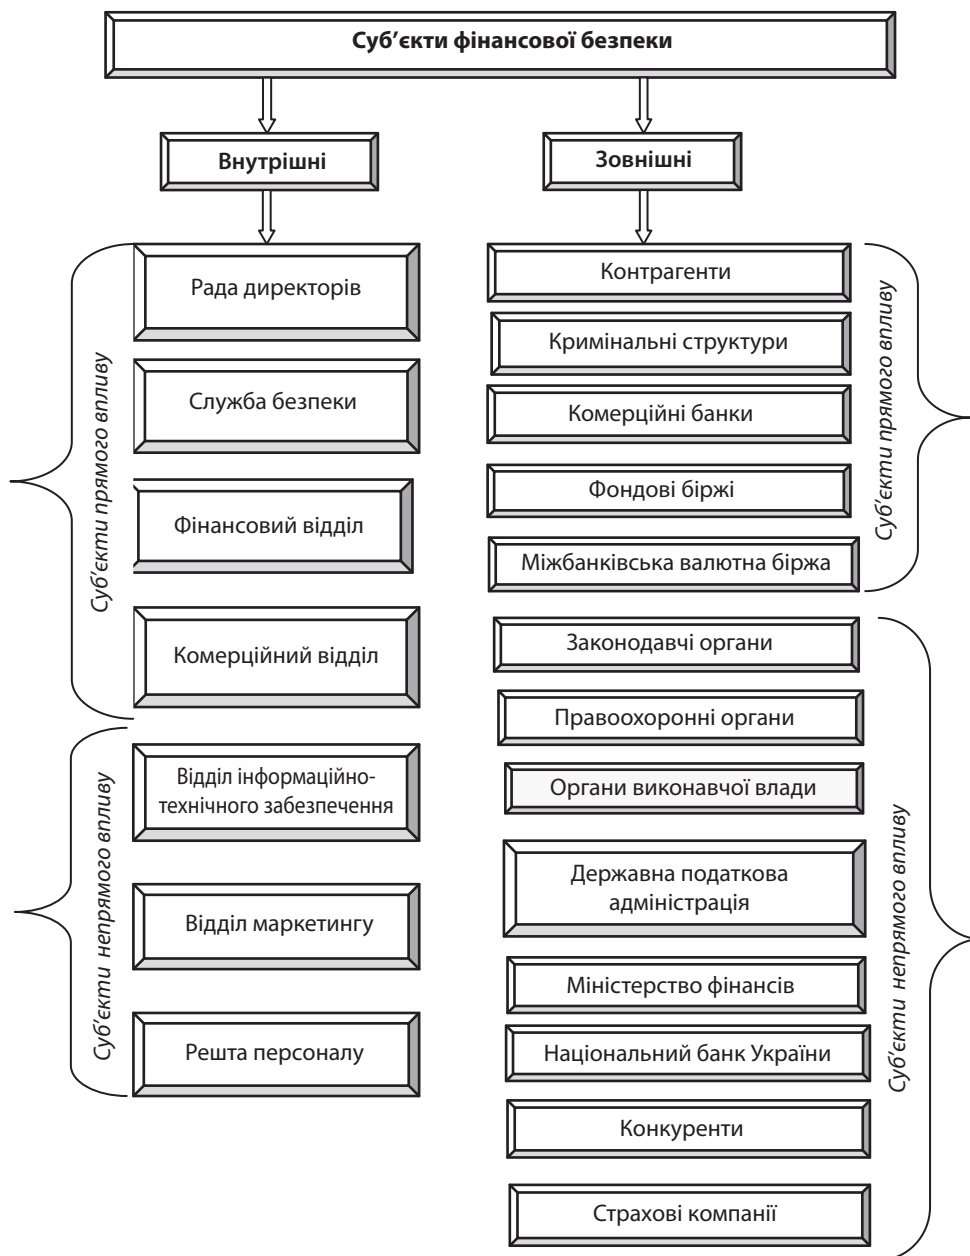 Суб’єкти фінансової безпеки
Внутрішні
Зовнішні
Суб’єкти прямого впливу
Рада директорів
Служба безпеки
Фінансовий відділ
Комерційний відділ
Суб’єкти непрямого впливу
Відділ інформаційно-
технічного забезпечення
Відділ маркетингу
Решта персоналу
Контрагенти
Кримінальні структури
Комерційні банки
Фондові біржі
Міжбанківська валютна біржа
Суб’єкти прямого впливу
Законодавчі органи
Правоохоронні органи
Органи виконавчої влади
Державна податкова
адміністрація
Міністерство фінансів
Національний банк України
Конкуренти
Страхові компанії
Суб’єкти непрямого впливу